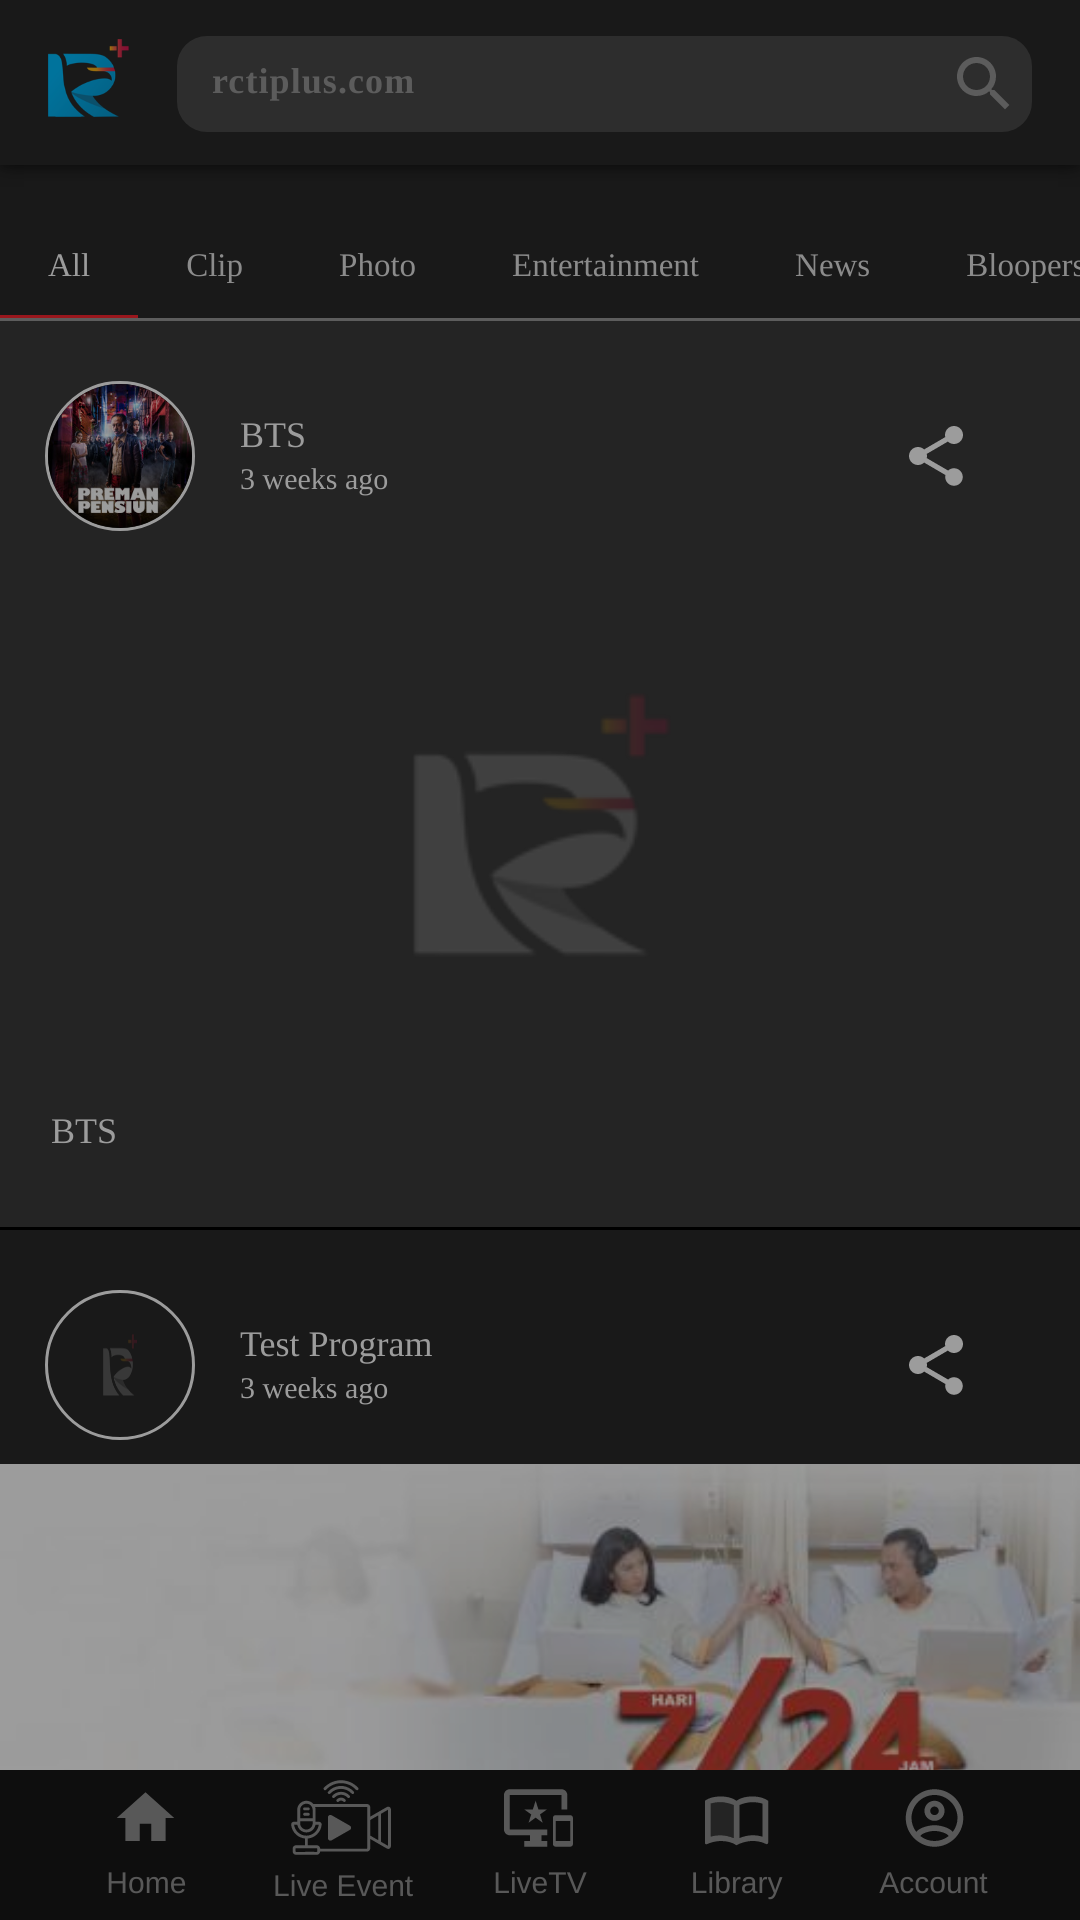 rctiplus.com
All Clip Photo Entertainment News Bloopers
PREMAN
PENSIUN
BTS
3 weeks ago
BTS
Test Program
3 weeks ago
HARI
7/24
JAM
Home Live Event LiveTV Library Account